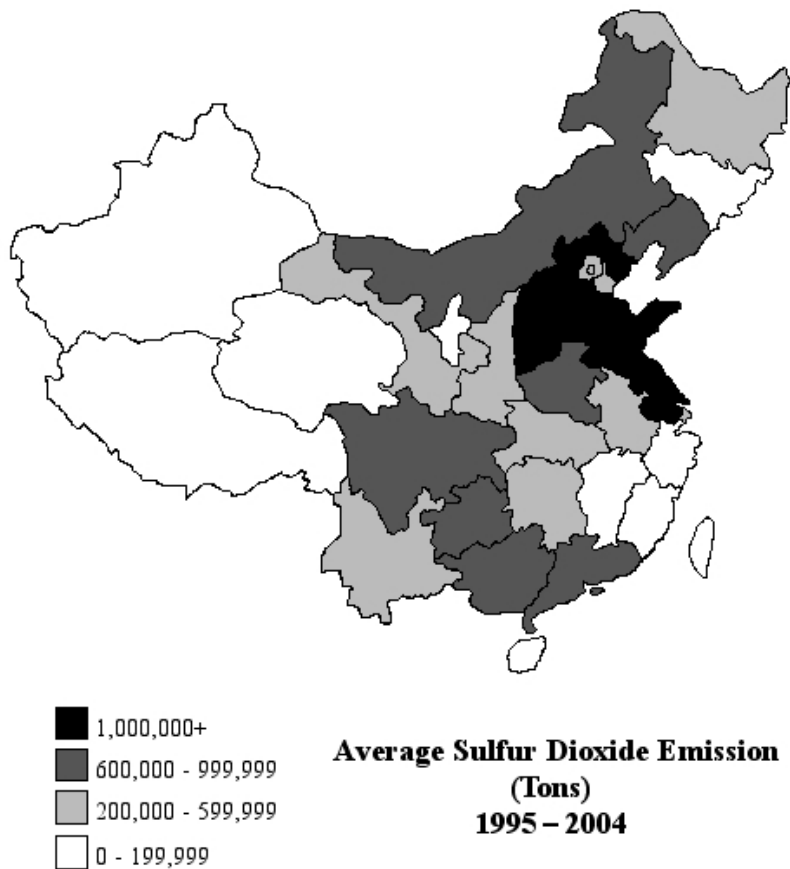 1,000,000+
600,000 - 999,999
200,000 - 599,999
0 - 199,999
Average Sulfur Dioxide Emission
(Tons)
1995 – 2004